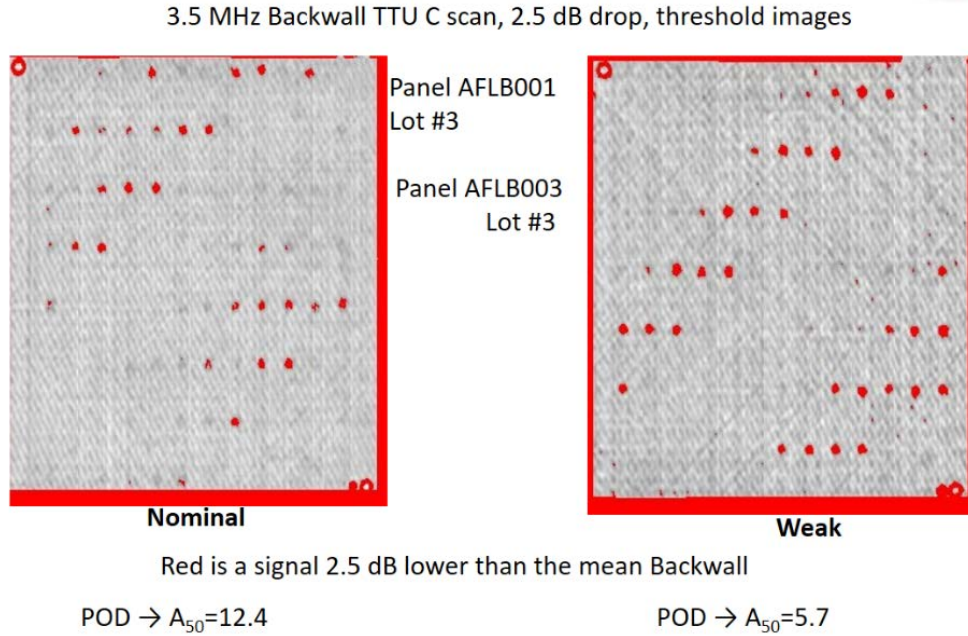 3.5 MHz Backwall TTU C scan, 2.5 dB drop, threshold images
Panel AFLB001
Lot #3
Panel AFLB003
Lot #3
Nominal
Weak
Red is a signal 2.5 dB lower than the mean Backwall
POD → A₅₀=12.4
POD → A₅₀=5.7